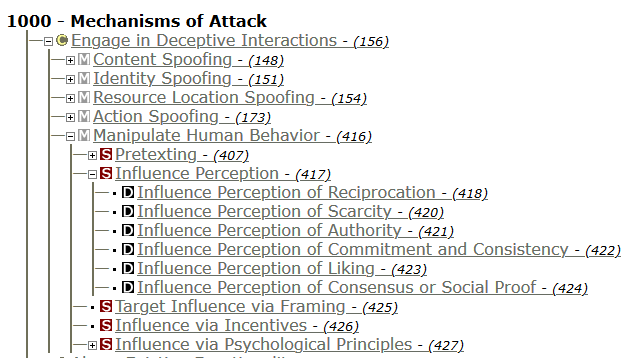 1000 - Mechanisms of Attack
C Engage in Deceptive Interactions - (156)
M Content Spoofing - (148)
M Identity Spoofing - (151)
M Resource Location Spoofing - (154)
M Action Spoofing - (173)
M Manipulate Human Behavior - (416)
S Pretexting - (407)
S Influence Perception - (417)
D Influence Perception of Reciprocation - (418)
D Influence Perception of Scarcity - (420)
D Influence Perception of Authority - (421)
D Influence Perception of Commitment and Consistency - (422)
D Influence Perception of Liking - (423)
D Influence Perception of Consensus or Social Proof - (424)
S Target Influence via Framing - (425)
S Influence via Incentives - (426)
S Influence via Psychological Principles - (427)